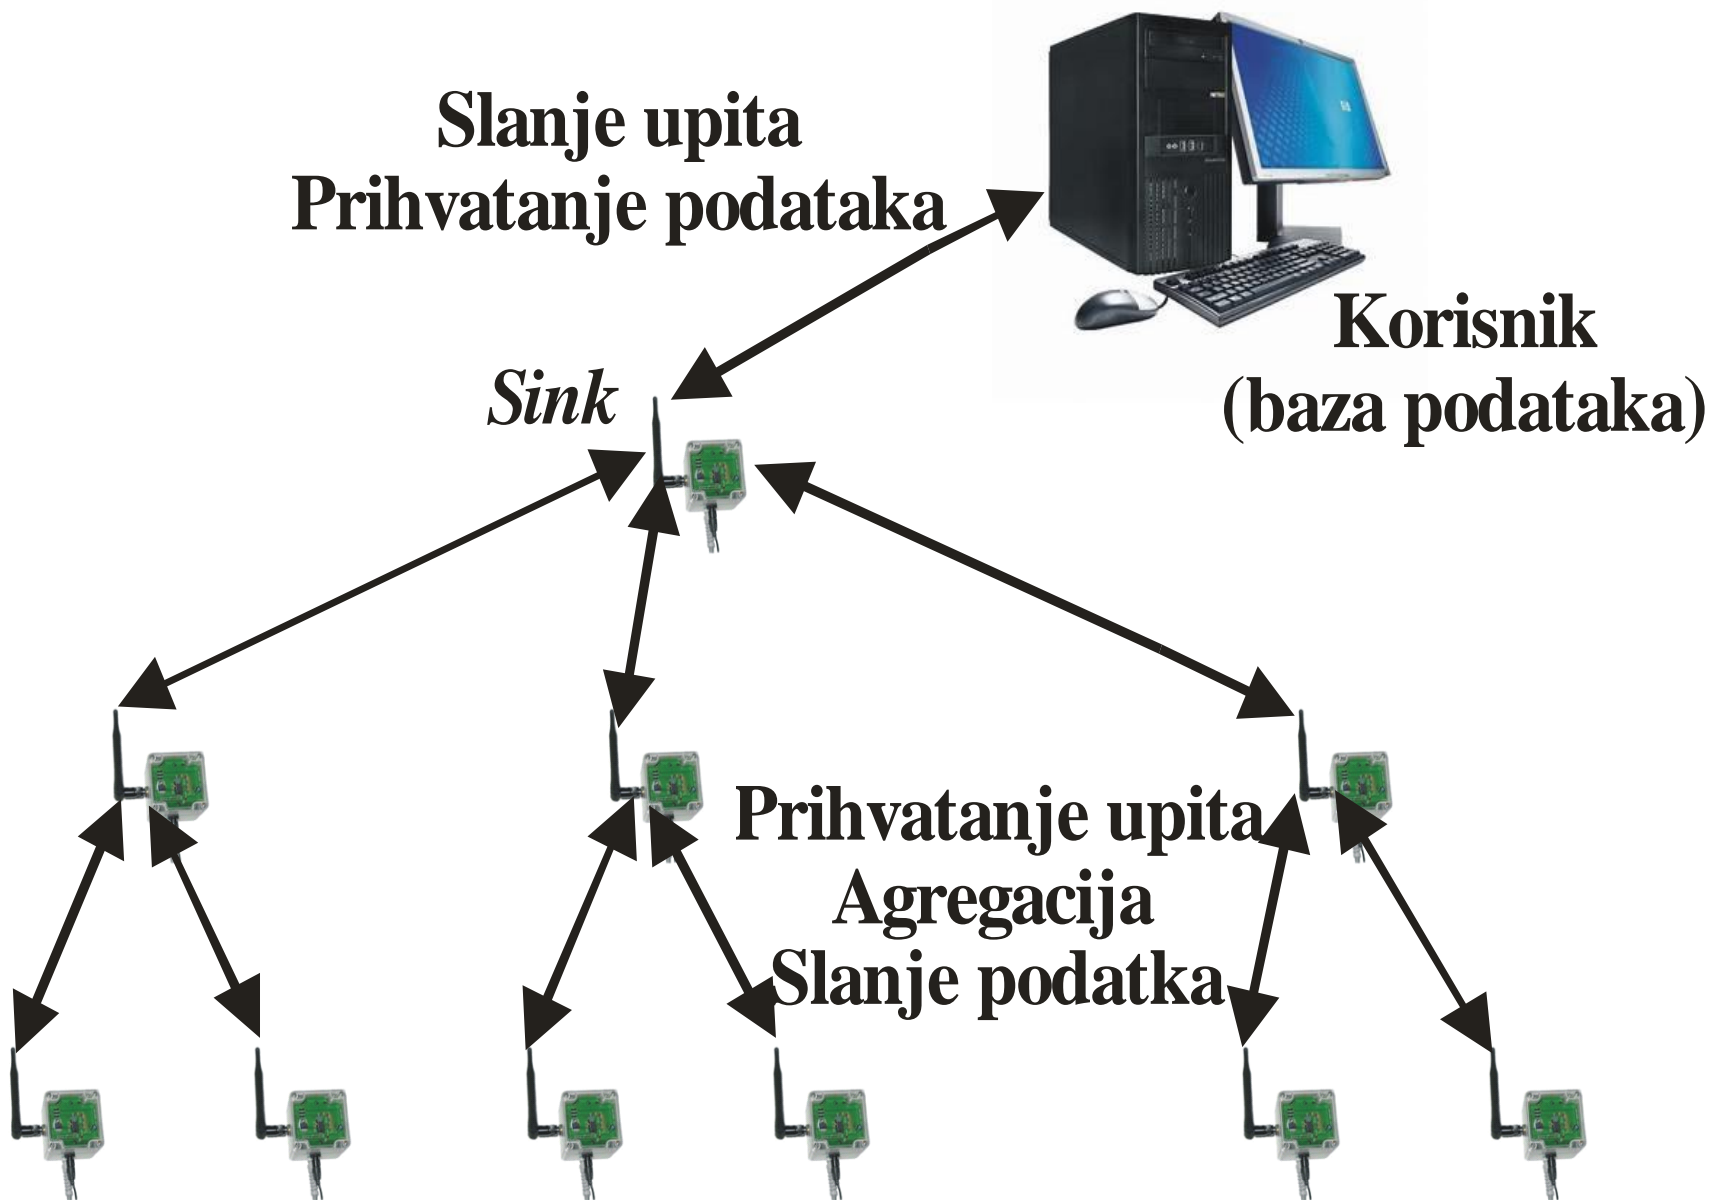 Slanje upita
Prihvatanje podataka
Korisnik
(baza podataka)
Sink
Prihvatanje upita
Agregacija
Slanje podatka